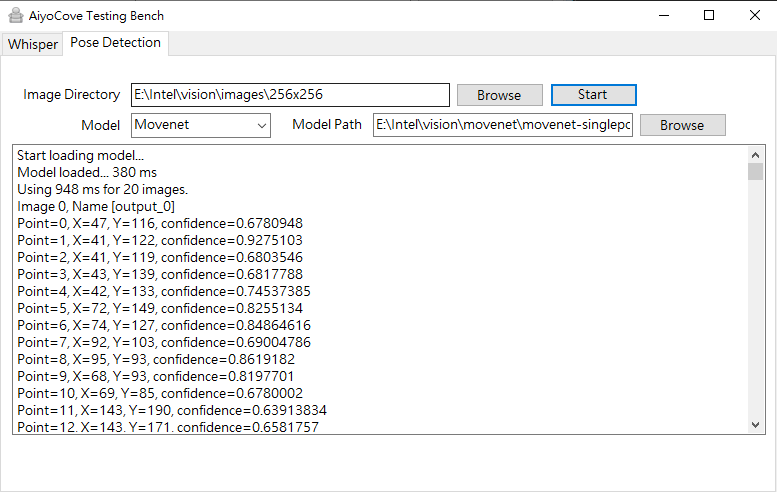 AiyoCove Testing Bench
Whisper Pose Detection
Image Directory E:\Intel\vision\images\256x256 Browse Start
Model Movenet Model Path E:\Intel\vision\movenet\movenet-singlepo Browse
Start loading model...
Model loaded... 380 ms
Using 948 ms for 20 images.
Image 0, Name [output_0]
Point=0, X=47, Y=116, confidence=0.6780948
Point=1, X=41, Y=122, confidence=0.9275103
Point=2, X=41, Y=119, confidence=0.6803546
Point=3, X=43, Y=139, confidence=0.6817788
Point=4, X=42, Y=133, confidence=0.74537385
Point=5, X=72, Y=149, confidence=0.8255134
Point=6, X=74, Y=127, confidence=0.84864616
Point=7, X=92, Y=103, confidence=0.69004786
Point=8, X=95, Y=93, confidence=0.8619182
Point=9, X=68, Y=93, confidence=0.8197701
Point=10, X=69, Y=85, confidence=0.6780002
Point=11, X=143, Y=190, confidence=0.63913834
Point=12, X=143, Y=171, confidence=0.6581757